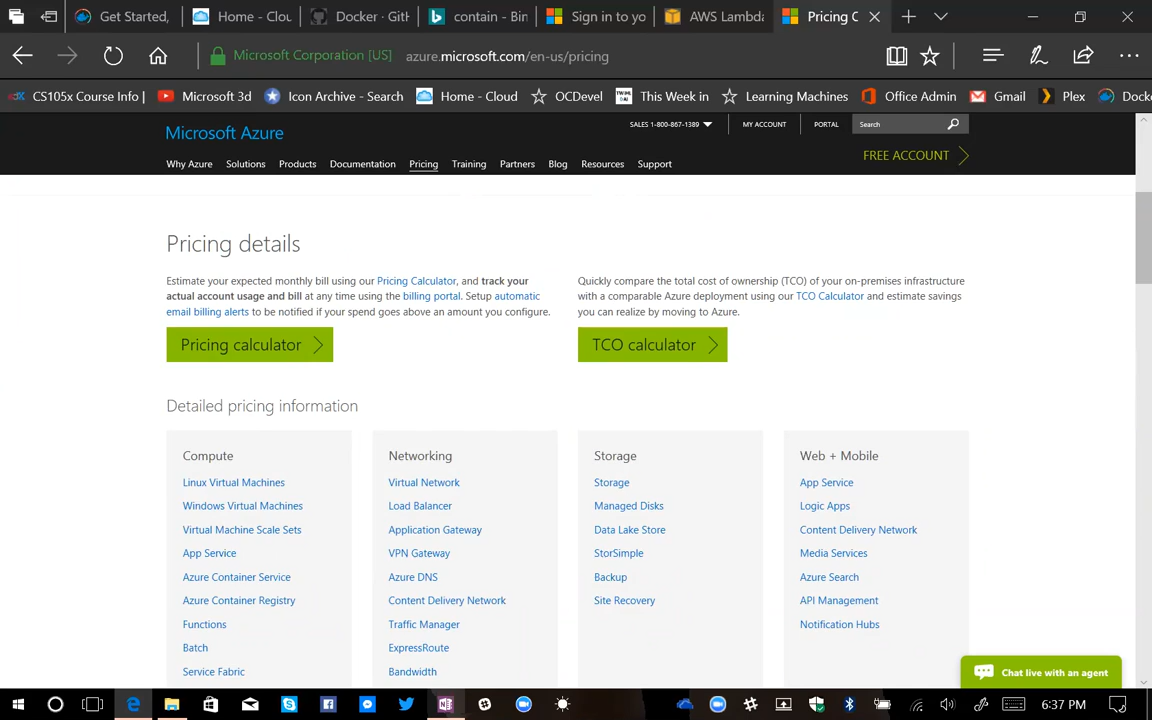 Get Started,
Home - Clou
Docker · Gitl
contain - Bin
Sign in to yo
AWS Lambda
Pricing C
Microsoft Corporation [US]
azure.microsoft.com/en-us/pricing
CS105x Course Info |
Microsoft 3d
Icon Archive - Search
Home - Cloud
OCDevel
This Week in
Learning Machines
Office Admin
Gmail
Plex
Docke
Microsoft Azure
SALES 1-800-867-1389
MY ACCOUNT
PORTAL
Search
Why Azure
Solutions
Products
Documentation
Pricing
Training
Partners
Blog
Resources
Support
FREE ACCOUNT
Pricing details
Estimate your expected monthly bill using our Pricing Calculator, and track your
actual account usage and bill at any time using the billing portal. Setup automatic
email billing alerts to be notified if your spend goes above an amount you configure.
Pricing calculator
Quickly compare the total cost of ownership (TCO) of your on-premises infrastructure
with a comparable Azure deployment using our TCO Calculator and estimate savings
you can realize by moving to Azure.
TCO calculator
Detailed pricing information
Compute
Linux Virtual Machines
Windows Virtual Machines
Virtual Machine Scale Sets
App Service
Azure Container Service
Azure Container Registry
Functions
Batch
Service Fabric
Networking
Virtual Network
Load Balancer
Application Gateway
VPN Gateway
Azure DNS
Content Delivery Network
Traffic Manager
ExpressRoute
Bandwidth
Storage
Storage
Managed Disks
Data Lake Store
StorSimple
Backup
Site Recovery
Web + Mobile
App Service
Logic Apps
Content Delivery Network
Media Services
Azure Search
API Management
Notification Hubs
Chat live with an agent
6:37 PM